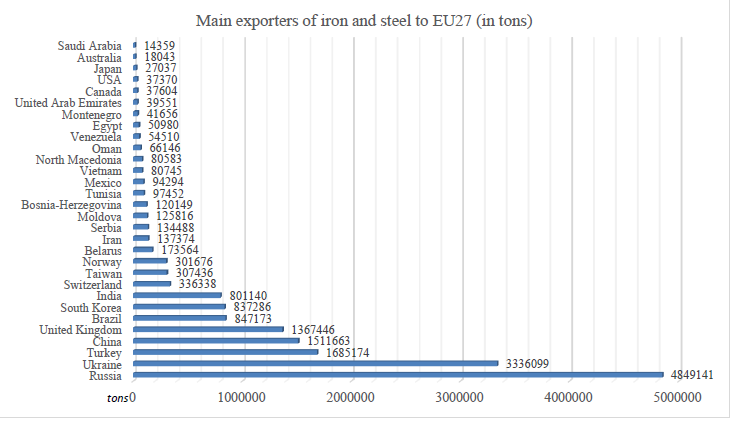 Main exporters of iron and steel to EU27 (in tons)
Saudi Arabia 14359
Australia 18043
Japan 27037
USA 37370
Canada 37604
United Arab Emirates 39551
Montenegro 41656
Egypt 50980
Venezuela 54510
Oman 66146
North Macedonia 80583
Vietnam 80745
Mexico 94294
Tunisia 97452
Bosnia-Herzegovina 120149
Moldova 125816
Serbia 134488
Iran 137374
Belarus 173564
Norway 301676
Taiwan 307436
Switzerland 336338
India 801140
South Korea 837286
Brazil 847173
United Kingdom 1367446
China 1511663
Turkey 1685174
Ukraine 3336099
Russia 4849141
tons 0 1000000 2000000 3000000 4000000 5000000